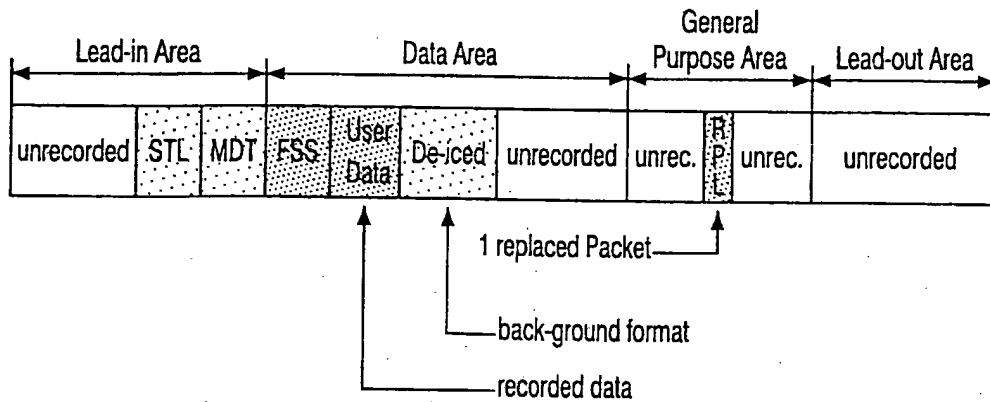 General
Lead-in Area Data Area Purpose Area Lead-out Area
unrecorded STL MDT FSS User Data De-iced unrecorded unrec. RPL unrec. unrecorded
1 replaced Packet
back-ground format
recorded data